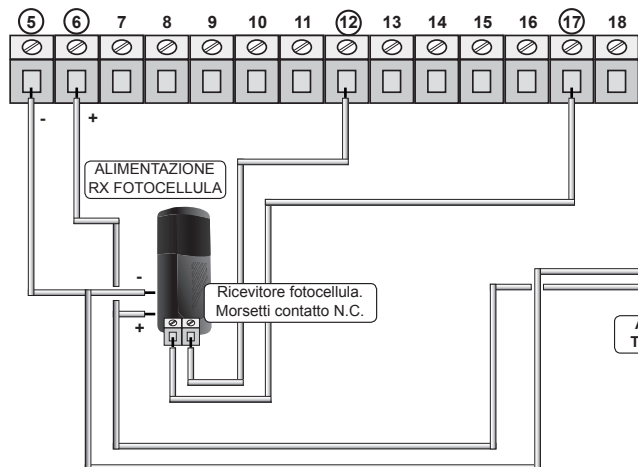 5 6 7 8 9 10 11 12 13 14 15 16 17 18
- +
ALIMENTAZIONE
RX FOTOCELLULA
-
Ricevitore fotocellula.
Morsetti contatto N.C.
+
A
T